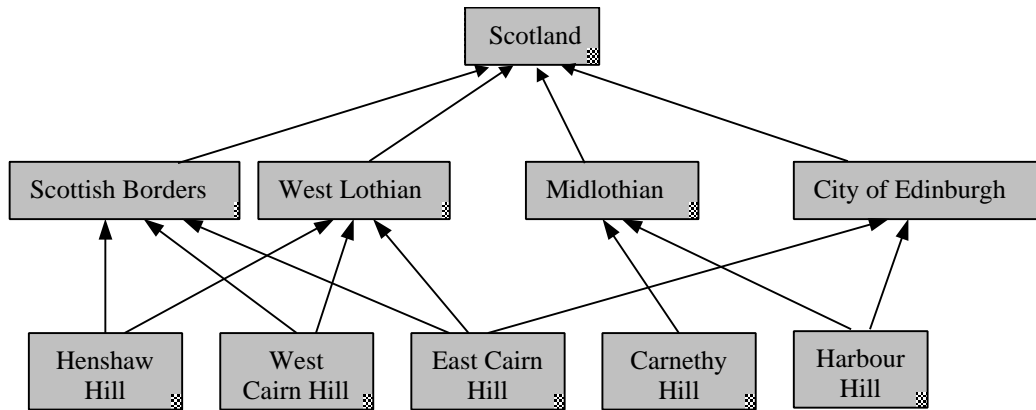 Scotland
Scottish Borders
West Lothian
Midlothian
City of Edinburgh
Henshaw
Hill
West
Cairn Hill
East Cairn
Hill
Carnethy
Hill
Harbour
Hill